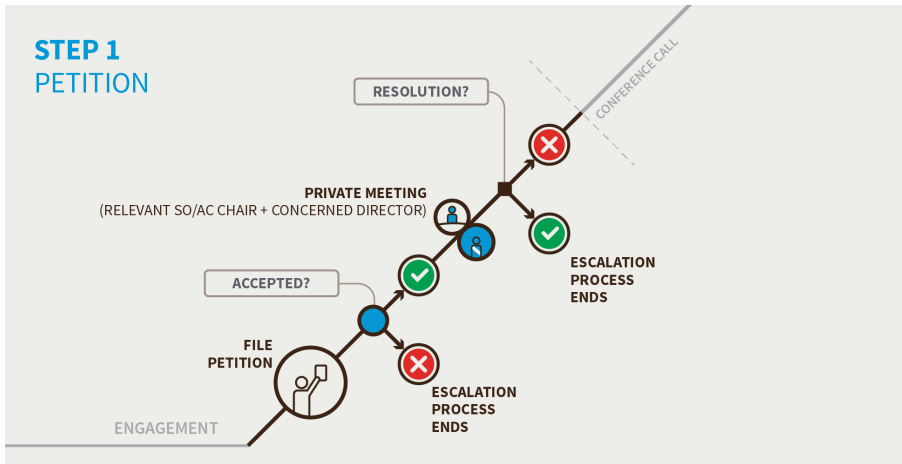 STEP 1
PETITION
CONFERENCE CALL
RESOLUTION?
PRIVATE MEETING
(RELEVANT SO/AC CHAIR + CONCERNED DIRECTOR)
ESCALATION
PROCESS
ENDS
ACCEPTED?
FILE
PETITION
ESCALATION
PROCESS
ENDS
ENGAGEMENT